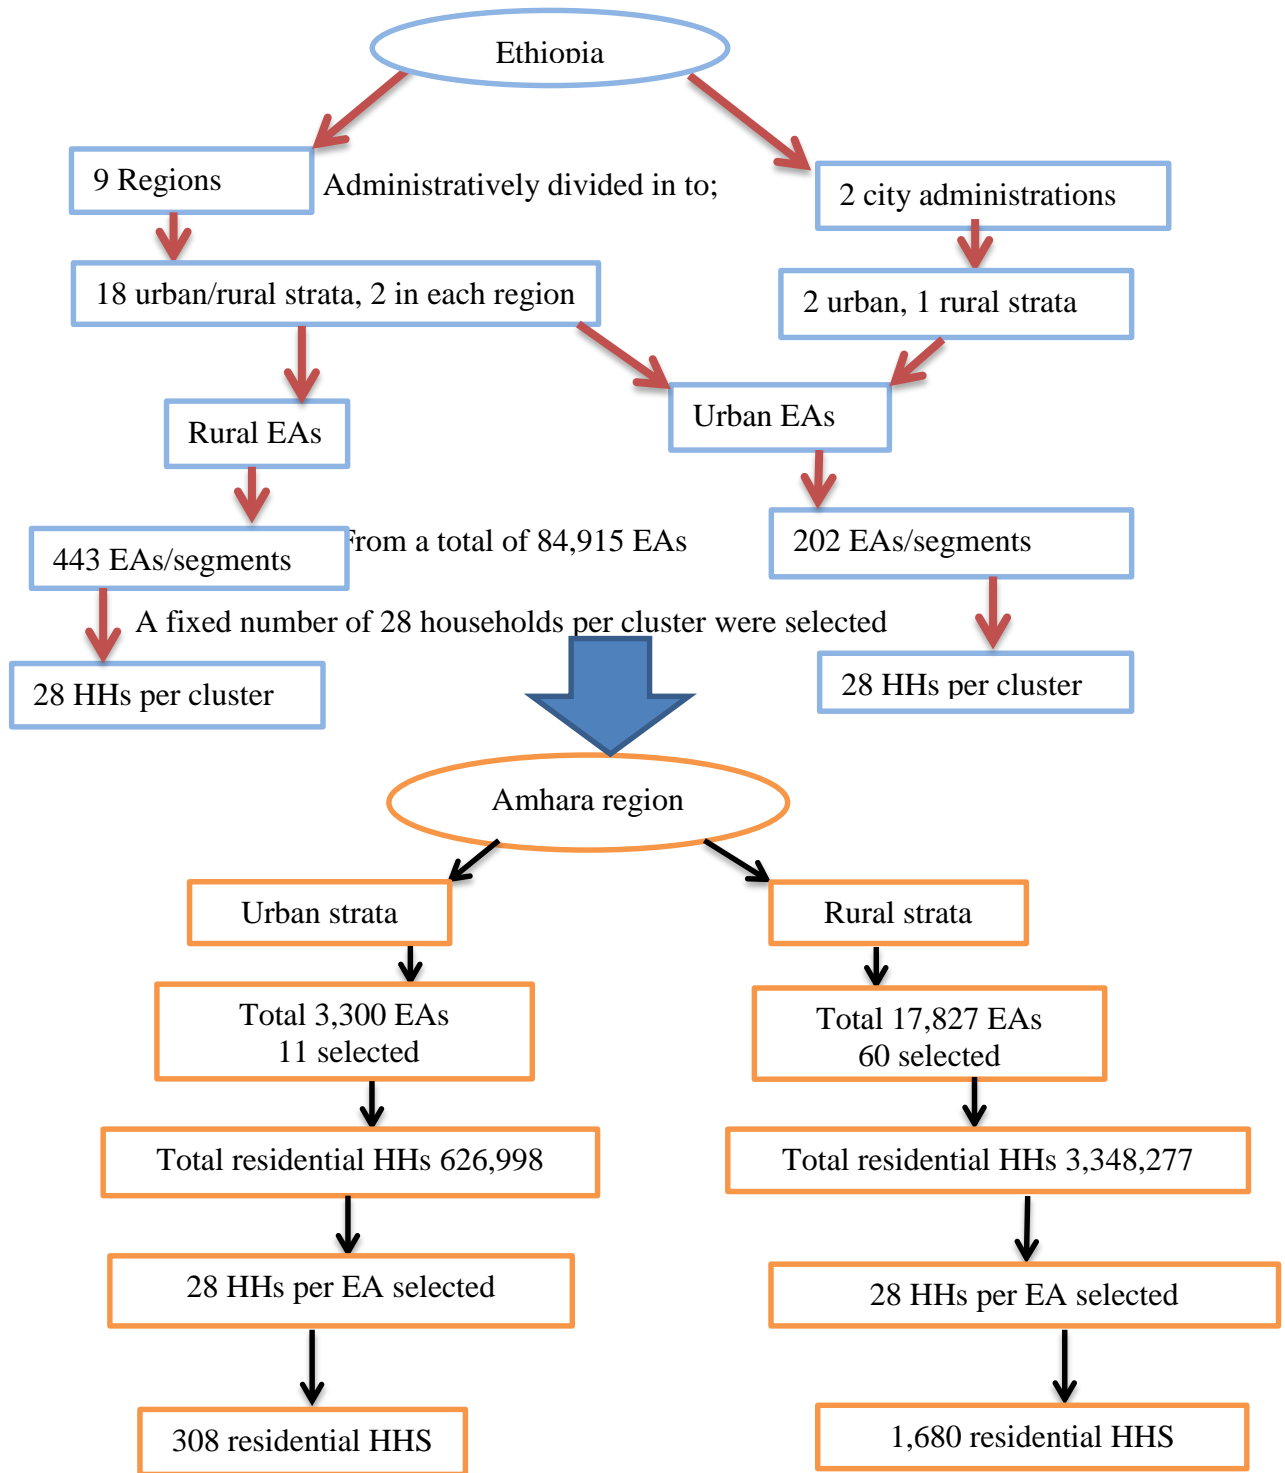 Ethiopia
9 Regions
Administratively divided in to;
2 city administrations
18 urban/rural strata, 2 in each region
2 urban, 1 rural strata
Rural EAs
Urban EAs
443 EAs/segments
From a total of 84,915 EAs
202 EAs/segments
A fixed number of 28 households per cluster were selected
28 HHs per cluster
28 HHs per cluster
Amhara region
Urban strata
Rural strata
Total 3,300 EAs
11 selected
Total 17,827 EAs
60 selected
Total residential HHs 626,998
Total residential HHs 3,348,277
28 HHs per EA selected
28 HHs per EA selected
308 residential HHS
1,680 residential HHS